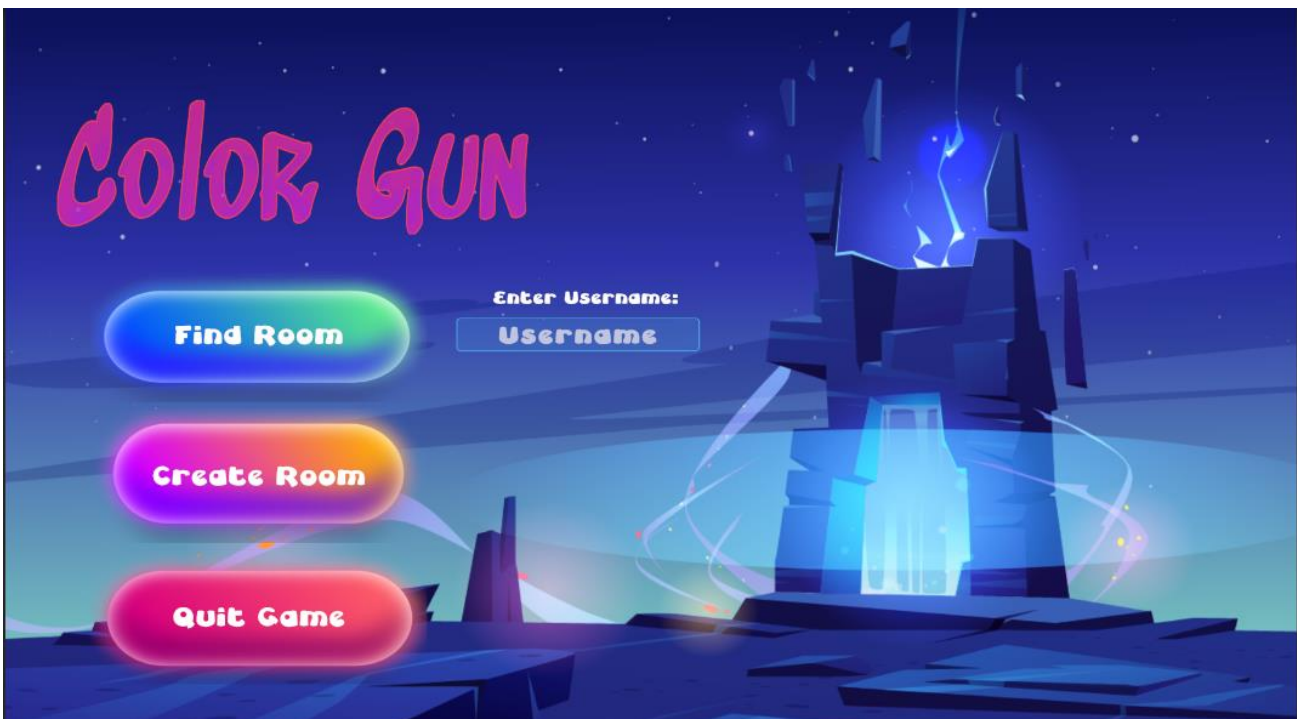 Color Gun
Find Room
Enter Username:
Username
Create Room
Quit Game